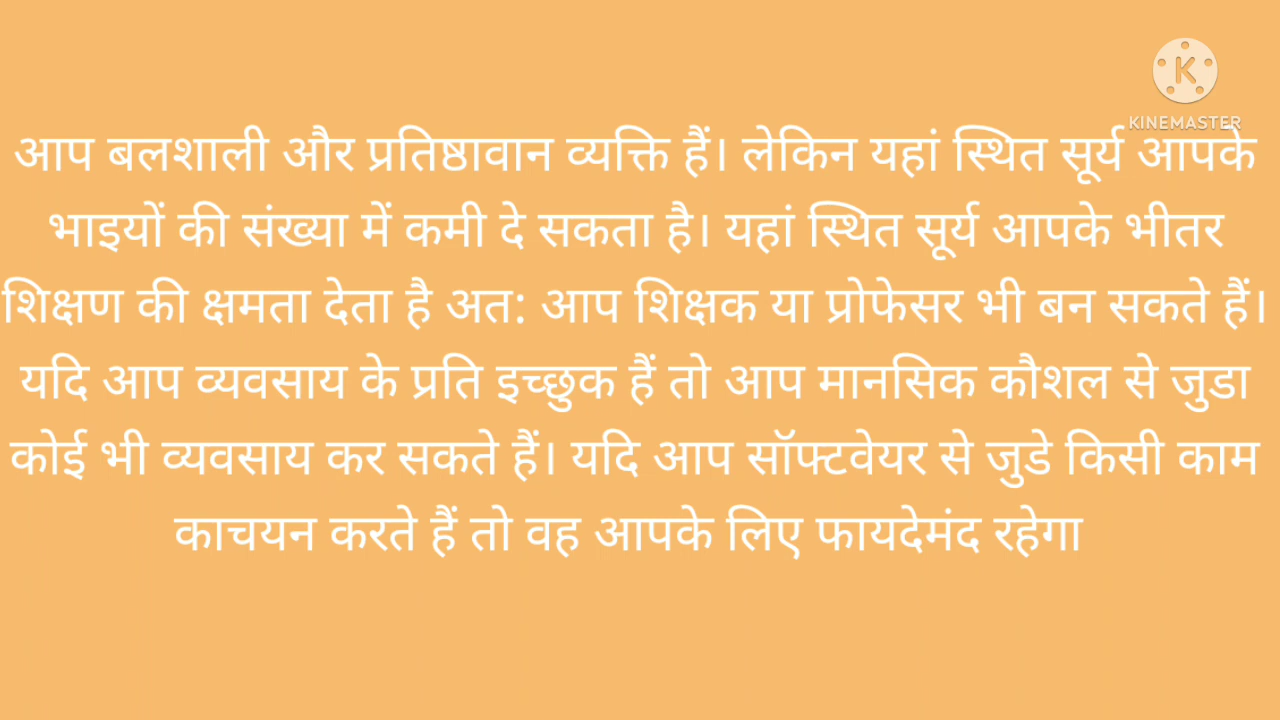 KINEMASTER
आप बलशाली और प्रतिष्ठावान व्यक्ति हैं। लेकिन यहां स्थित सूर्य आपके
भाइयों की संख्या में कमी दे सकता है। यहां स्थित सूर्य आपके भीतर
शिक्षण की क्षमता देता है अत: आप शिक्षक या प्रोफेसर भी बन सकते हैं।
यदि आप व्यवसाय के प्रति इच्छुक हैं तो आप मानसिक कौशल से जुडा
कोई भी व्यवसाय कर सकते हैं। यदि आप सॉफ्टवेयर से जुडे किसी काम
काचयन करते हैं तो वह आपके लिए फायदेमंद रहेगा